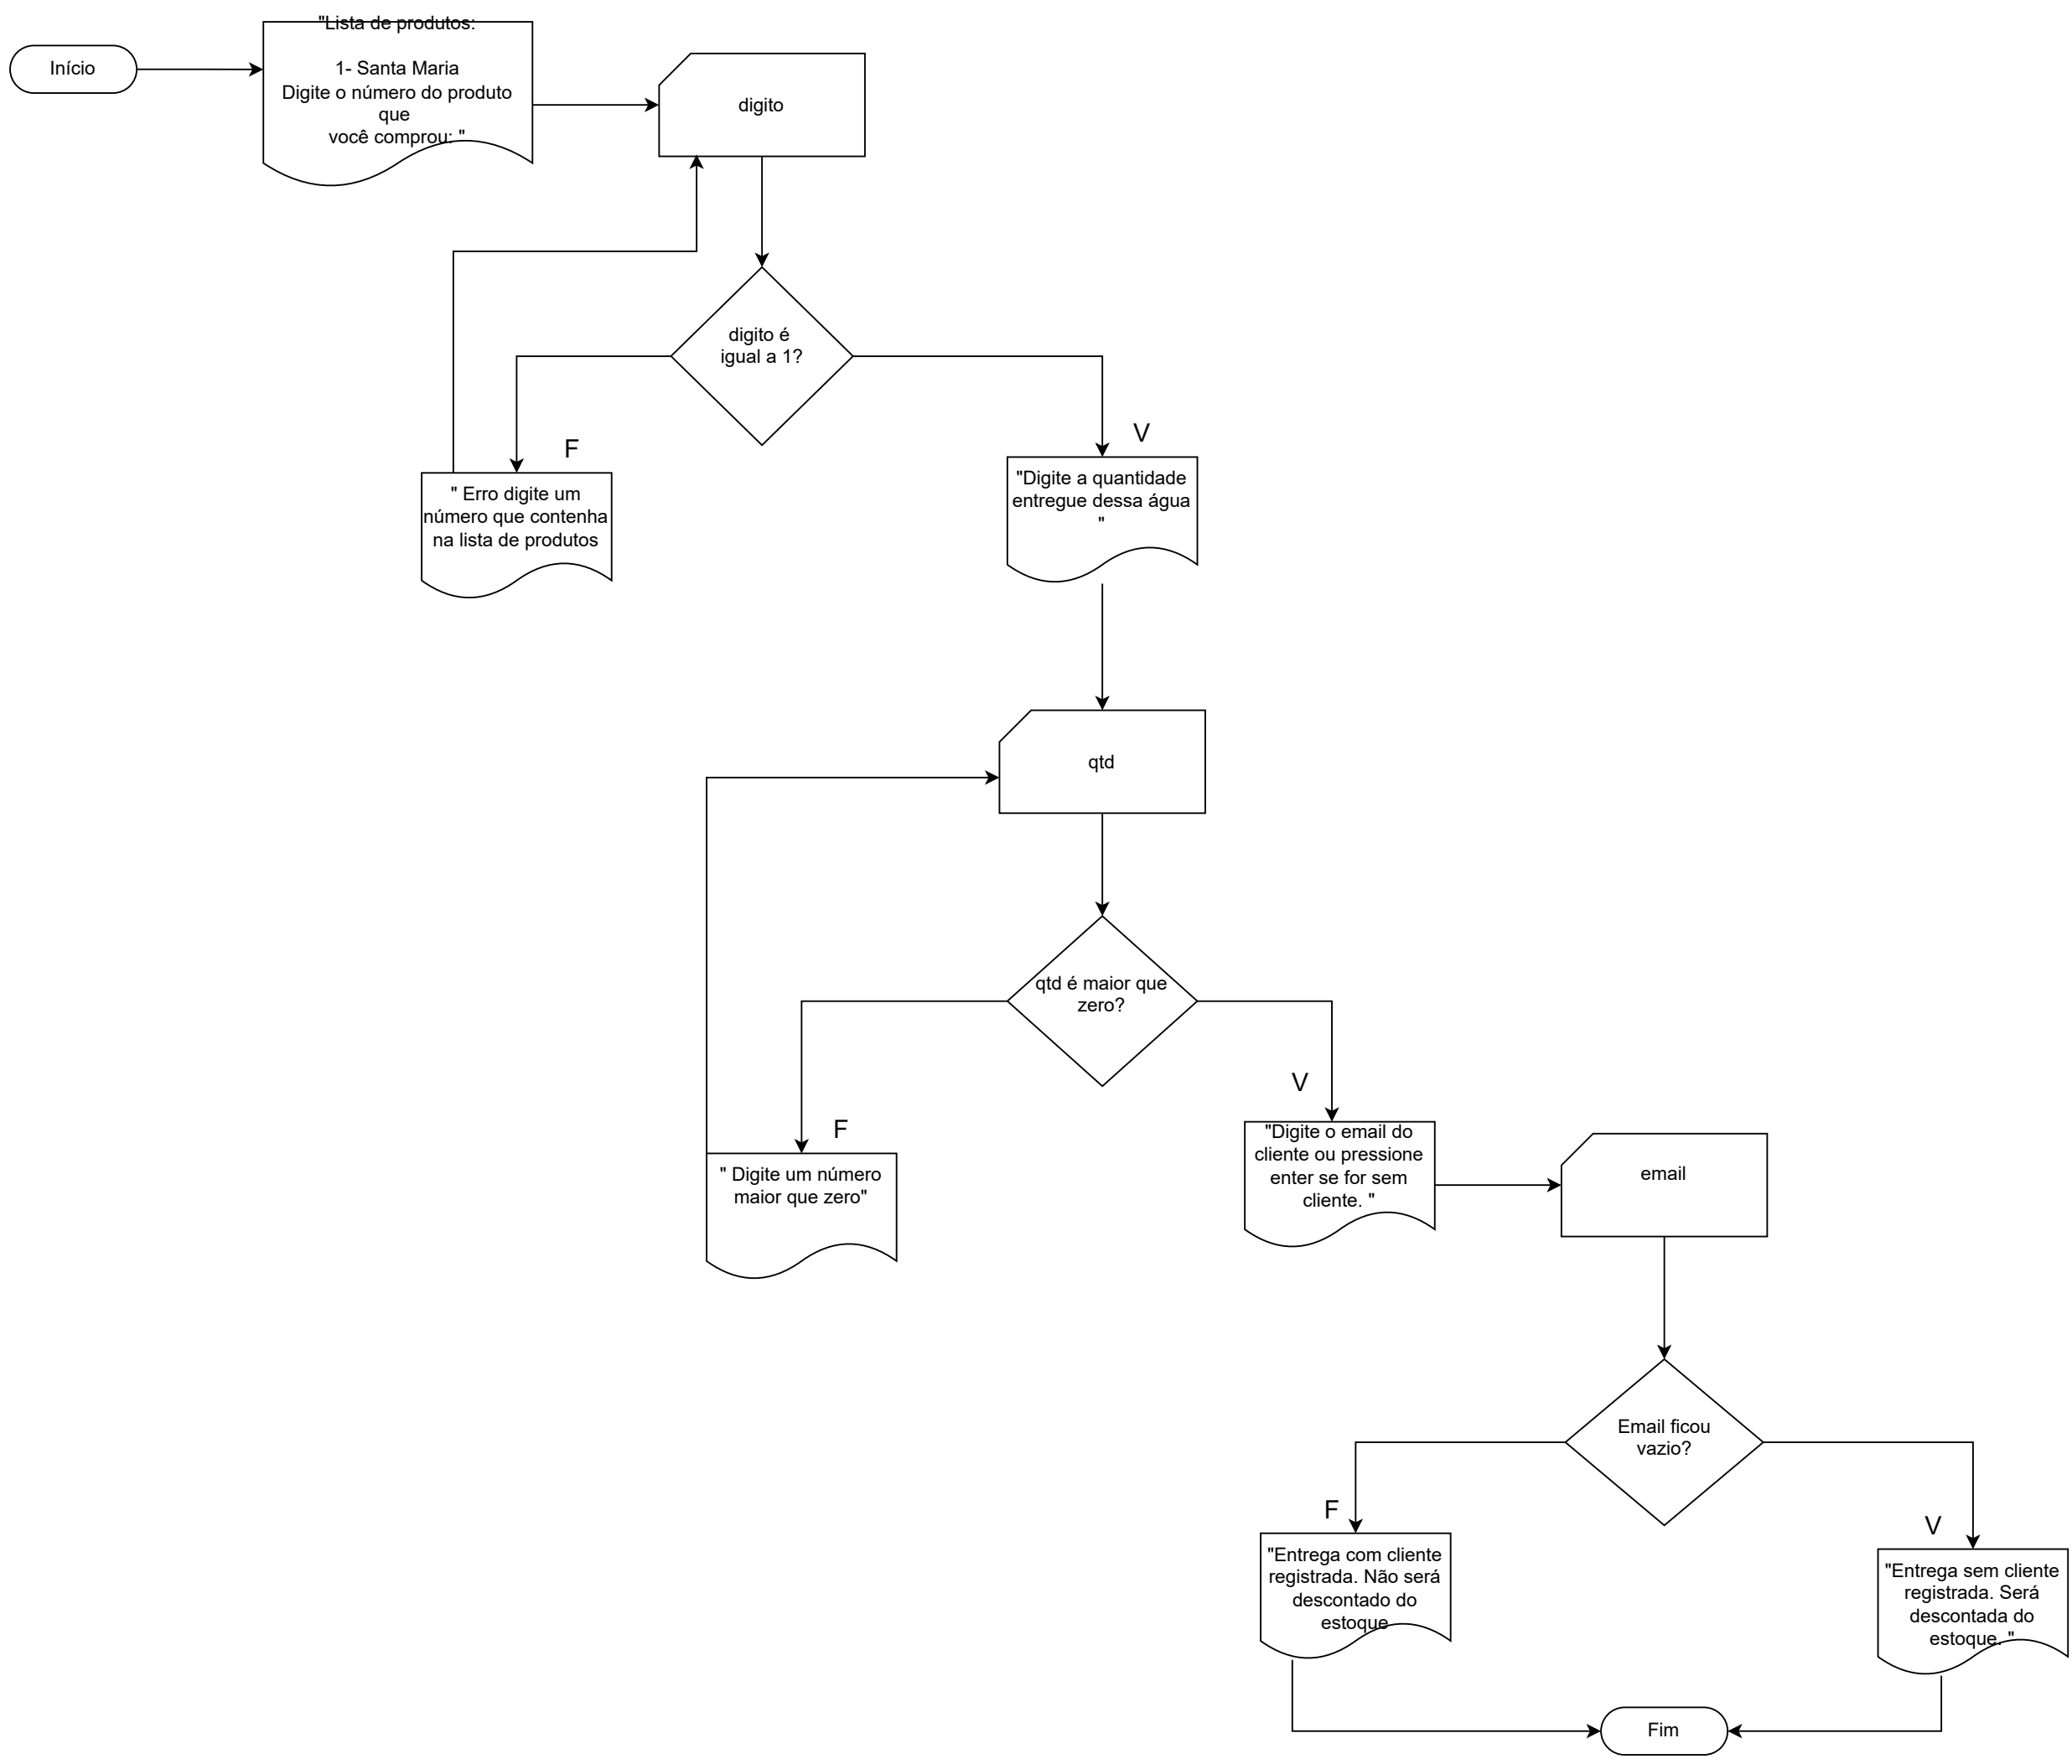 Início
"Lista de produtos:
1- Santa Maria
Digite o número do produto
que
você comprou: "
digito
digito é
igual a 1?
F
V
" Erro digite um
número que contenha
na lista de produtos
"Digite a quantidade
entregue dessa água
"
qtd
qtd é maior que
zero?
F
V
" Digite um número
maior que zero"
"Digite o email do
cliente ou pressione
enter se for sem
cliente. "
email
Email ficou
vazio?
F
V
"Entrega com cliente
registrada. Não será
descontado do
estoque
"Entrega sem cliente
registrada. Será
descontada do
estoque. "
Fim